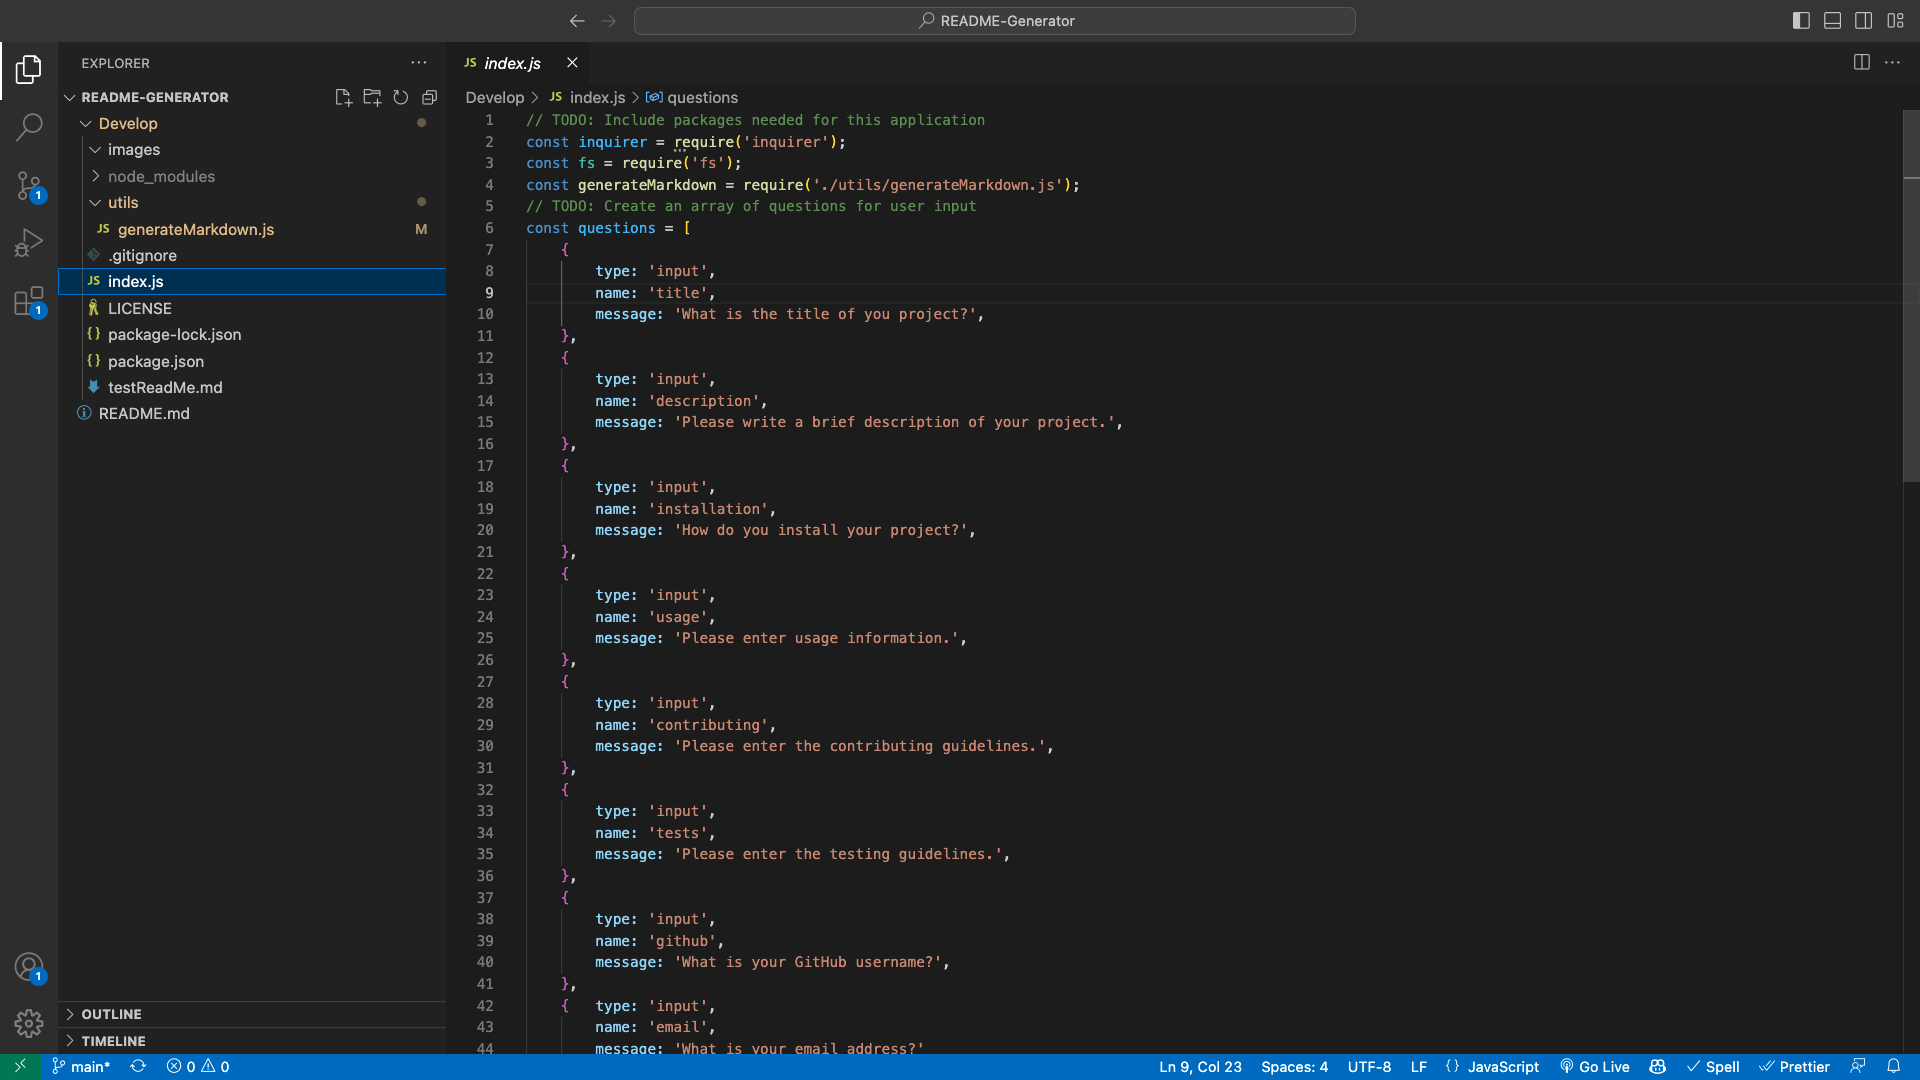 README-Generator
EXPLORER
README-GENERATOR
Develop
images
node_modules
utils
JS generateMarkdown.js M
.gitignore
JS index.js
LICENSE
{} package-lock.json
{} package.json
testReadMe.md
README.md
OUTLINE
TIMELINE
1
1
1
JS index.js
Develop > JS index.js > questions
1 // TODO: Include packages needed for this application
2 const inquirer = require('inquirer');
3 const fs = require('fs');
4 const generateMarkdown = require('./utils/generateMarkdown.js');
5 // TODO: Create an array of questions for user input
6 const questions = [
7 {
8 type: 'input',
9 name: 'title',
10 message: 'What is the title of you project?',
11 },
12 {
13 type: 'input',
14 name: 'description',
15 message: 'Please write a brief description of your project.',
16 },
17 {
18 type: 'input',
19 name: 'installation',
20 message: 'How do you install your project?',
21 },
22 {
23 type: 'input',
24 name: 'usage',
25 message: 'Please enter usage information.',
26 },
27 {
28 type: 'input',
29 name: 'contributing',
30 message: 'Please enter the contributing guidelines.',
31 },
32 {
33 type: 'input',
34 name: 'tests',
35 message: 'Please enter the testing guidelines.',
36 },
37 {
38 type: 'input',
39 name: 'github',
40 message: 'What is your GitHub username?',
41 },
42 { type: 'input',
43 name: 'email',
44 message: 'What is your email address?'
main* 0 0 Ln 9, Col 23 Spaces: 4 UTF-8 LF {} JavaScript Go Live Spell Prettier